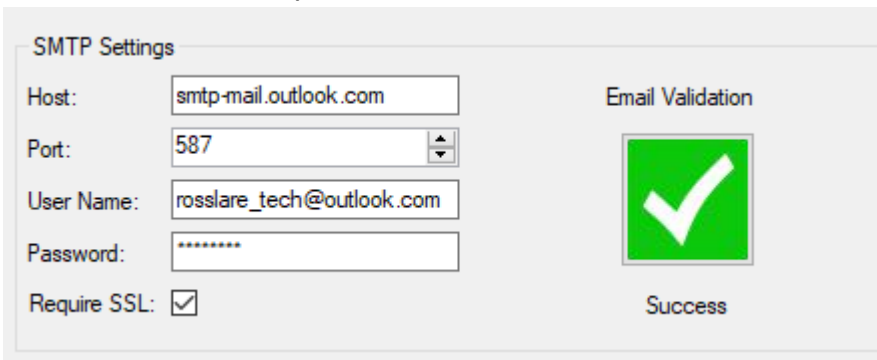 SMTP Settings
Host: smtp-mail.outlook.com
Email Validation
Port: 587
User Name: rosslare_tech@outlook.com
Password: ********
Require SSL:
Success